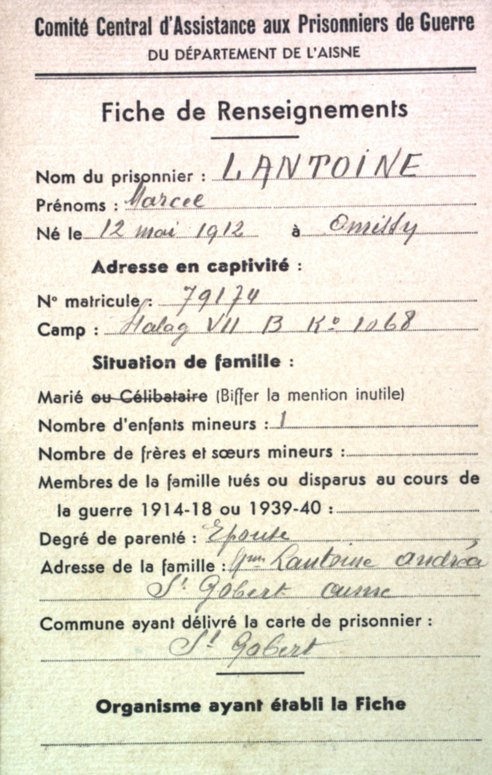 Comité Central d'Assistance aux Prisonniers de Guerre
DU DÉPARTEMENT DE L'AISNE
Fiche de Renseignements
Nom du prisonnier : LANTOINE
Prénoms : Marcel
Né le 12 mai 1912 à Omissy
Adresse en captivité :
N° matricule : 79174
Camp : Stalag VII B Ko 1068
Situation de famille :
Marié ou Célibataire (Biffer la mention inutile)
Nombre d'enfants mineurs : 1
Nombre de frères et sœurs mineurs :
Membres de la famille tués ou disparus au cours de
la guerre 1914-18 ou 1939-40 :
Degré de parenté : Epouse
Adresse de la famille : Lantoine Andréa
St Gobert Aisne
Commune ayant délivré la carte de prisonnier :
St Gobert
Organisme ayant établi la Fiche